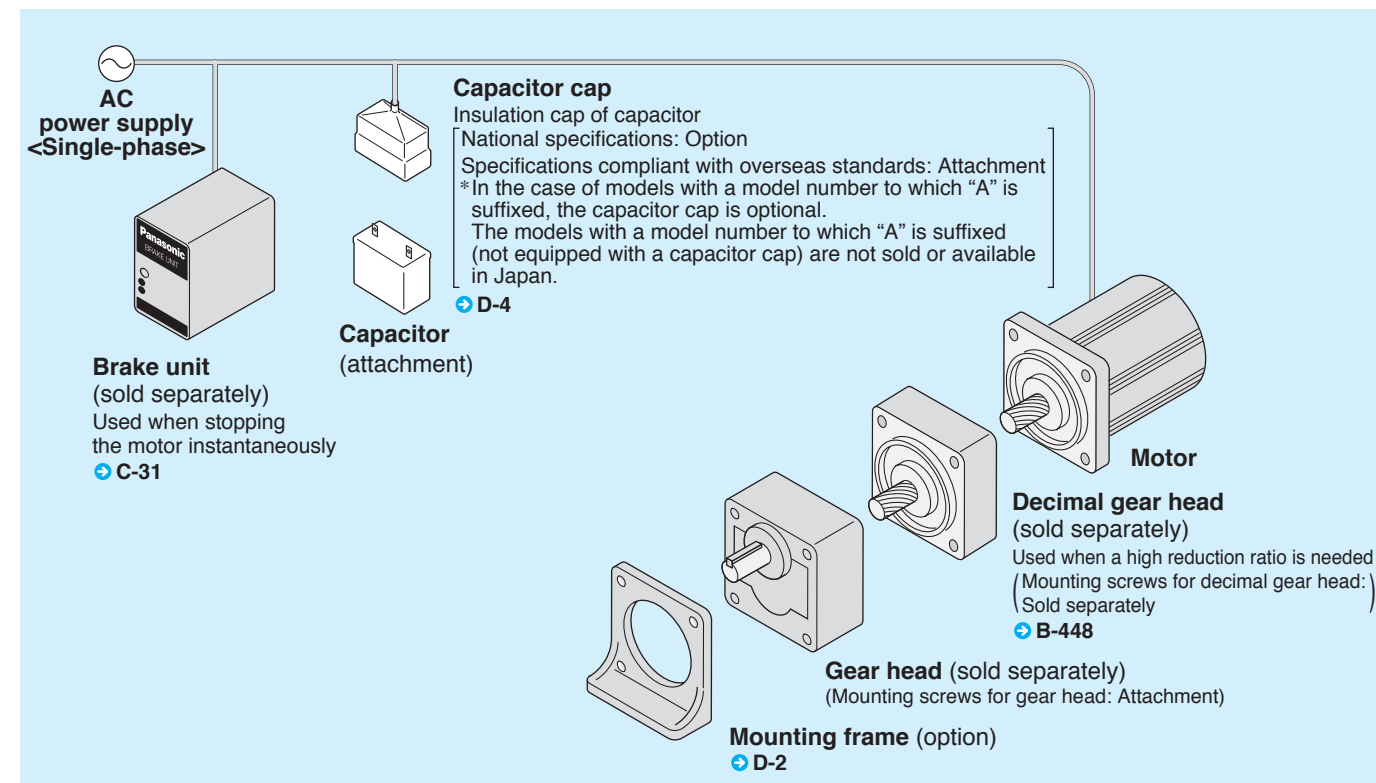 AC
power supply
<Single-phase>
Capacitor cap
Insulation cap of capacitor
National specifications: Option
Specifications compliant with overseas standards: Attachment
*In the case of models with a model number to which “A” is
suffixed, the capacitor cap is optional.
The models with a model number to which “A” is suffixed
(not equipped with a capacitor cap) are not sold or available
in Japan.
D-4
Panasonic
BRAKE UNIT
Capacitor
(attachment)
Brake unit
(sold separately)
Used when stopping
the motor instantaneously
C-31
Motor
Decimal gear head
(sold separately)
Used when a high reduction ratio is needed
(Mounting screws for decimal gear head:
Sold separately)
B-448
Gear head (sold separately)
(Mounting screws for gear head: Attachment)
Mounting frame (option)
D-2